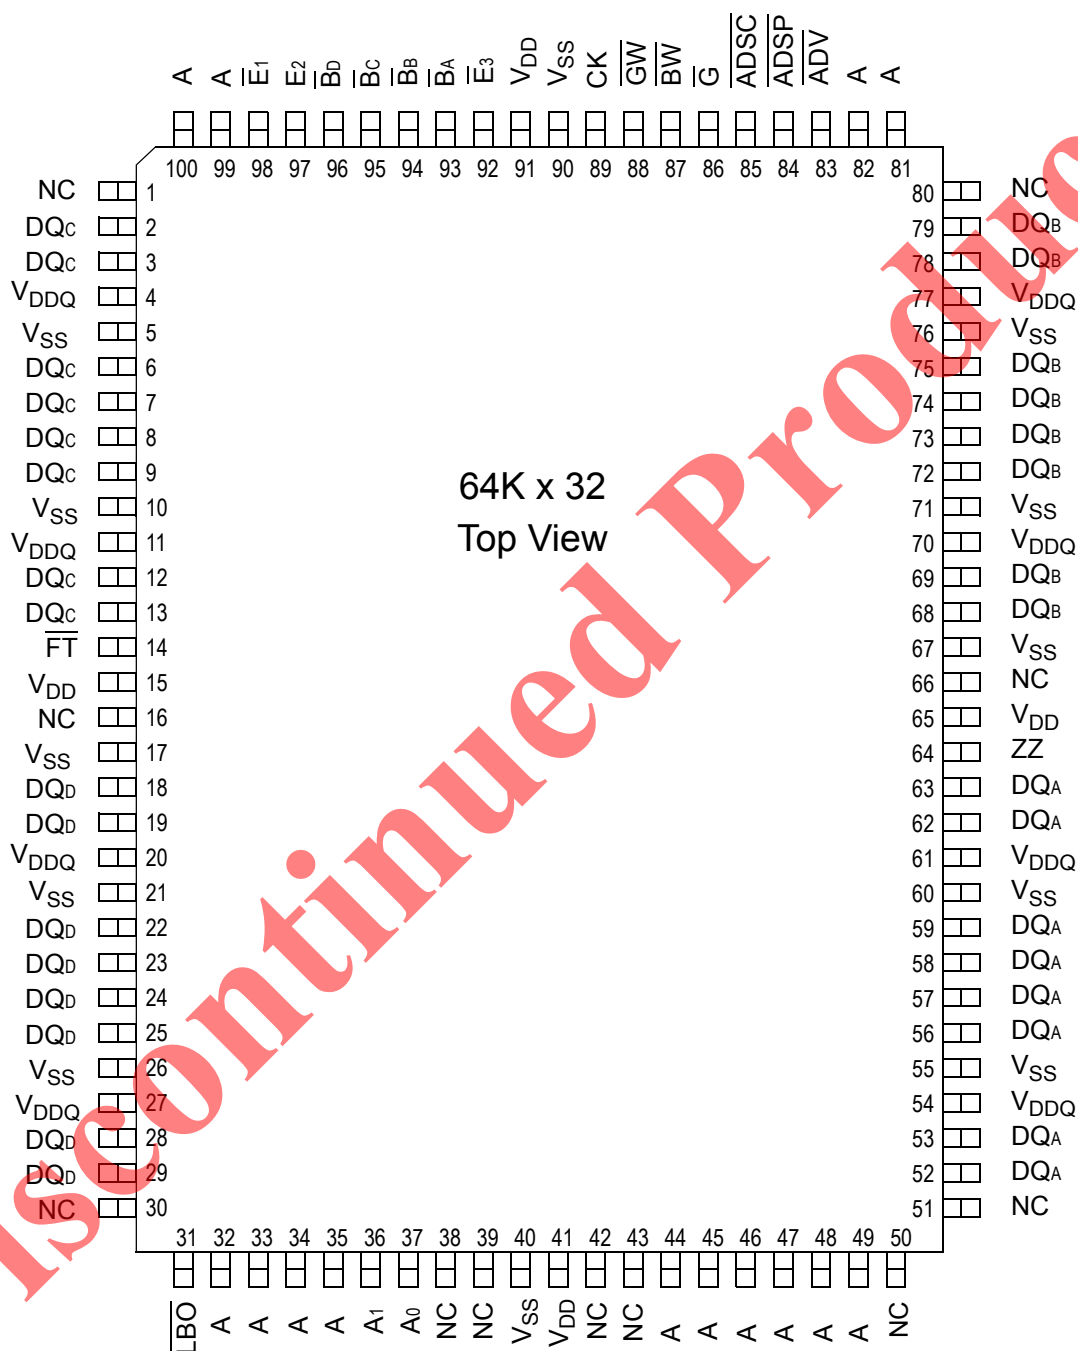 A A E1 E2 BD BC BB BA E3 VDD VSS CK GW BW G ADSC ADSP ADV A A
100 99 98 97 96 95 94 93 92 91 90 89 88 87 86 85 84 83 82 81
NC 1 80 NC
DQC 2 79 DQB
DQC 3 78 DQB
VDDQ 4 77 VDDQ
VSS 5 76 VSS
DQC 6 75 DQB
DQC 7 74 DQB
DQC 8 73 DQB
DQC 9 72 DQB
VSS 10 71 VSS
VDDQ 11 70 VDDQ
DQC 12 69 DQB
DQC 13 68 DQB
FT 14 67 VSS
VDD 15 66 NC
NC 16 65 VDD
VSS 17 64 ZZ
DQD 18 63 DQA
DQD 19 62 DQA
VDDQ 20 61 VDDQ
VSS 21 60 VSS
DQD 22 59 DQA
DQD 23 58 DQA
DQD 24 57 DQA
DQD 25 56 DQA
VSS 26 55 VSS
VDDQ 27 54 VDDQ
DQD 28 53 DQA
DQD 29 52 DQA
NC 30 51 NC
64K x 32
Top View
31 32 33 34 35 36 37 38 39 40 41 42 43 44 45 46 47 48 49 50
LBO A A A A A1 A0 NC NC VSS VDD NC NC A A A A A A NC
iscontinued Produc